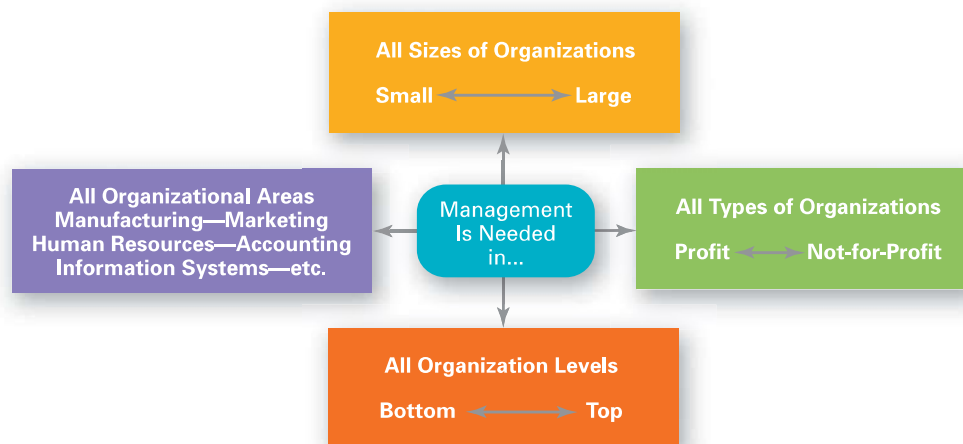 All Sizes of Organizations
Small Large
All Organizational Areas
Manufacturing—Marketing
Human Resources—Accounting
Information Systems—etc.
Management
Is Needed
in...
All Types of Organizations
Profit Not-for-Profit
All Organization Levels
Bottom Top